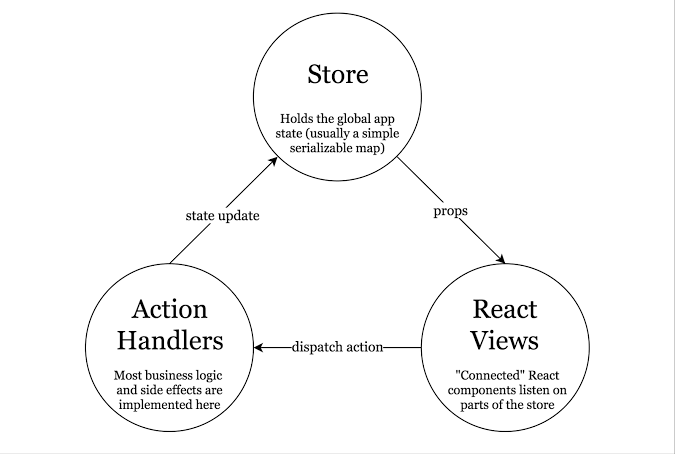 Store
Holds the global app
state (usually a simple
serializable map)
state update
props
Action
Handlers
Most business logic
and side effects are
implemented here
dispatch action
React
Views
"Connected" React
components listen on
parts of the store